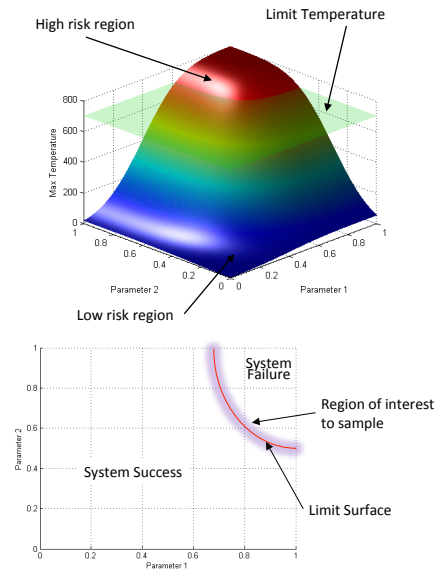 High risk region
Limit Temperature
800
600
400
200
0
Max Temperature
1
0.8
0.6
0.4
0.2
0
Parameter 2
0
0.2
0.4
0.6
0.8
1
Parameter 1
Low risk region
1
0.8
0.6
0.4
0.2
0
Parameter 2
System
Failure
Region of interest
to sample
System Success
Limit Surface
0
0.2
0.4
0.6
0.8
1
Parameter 1